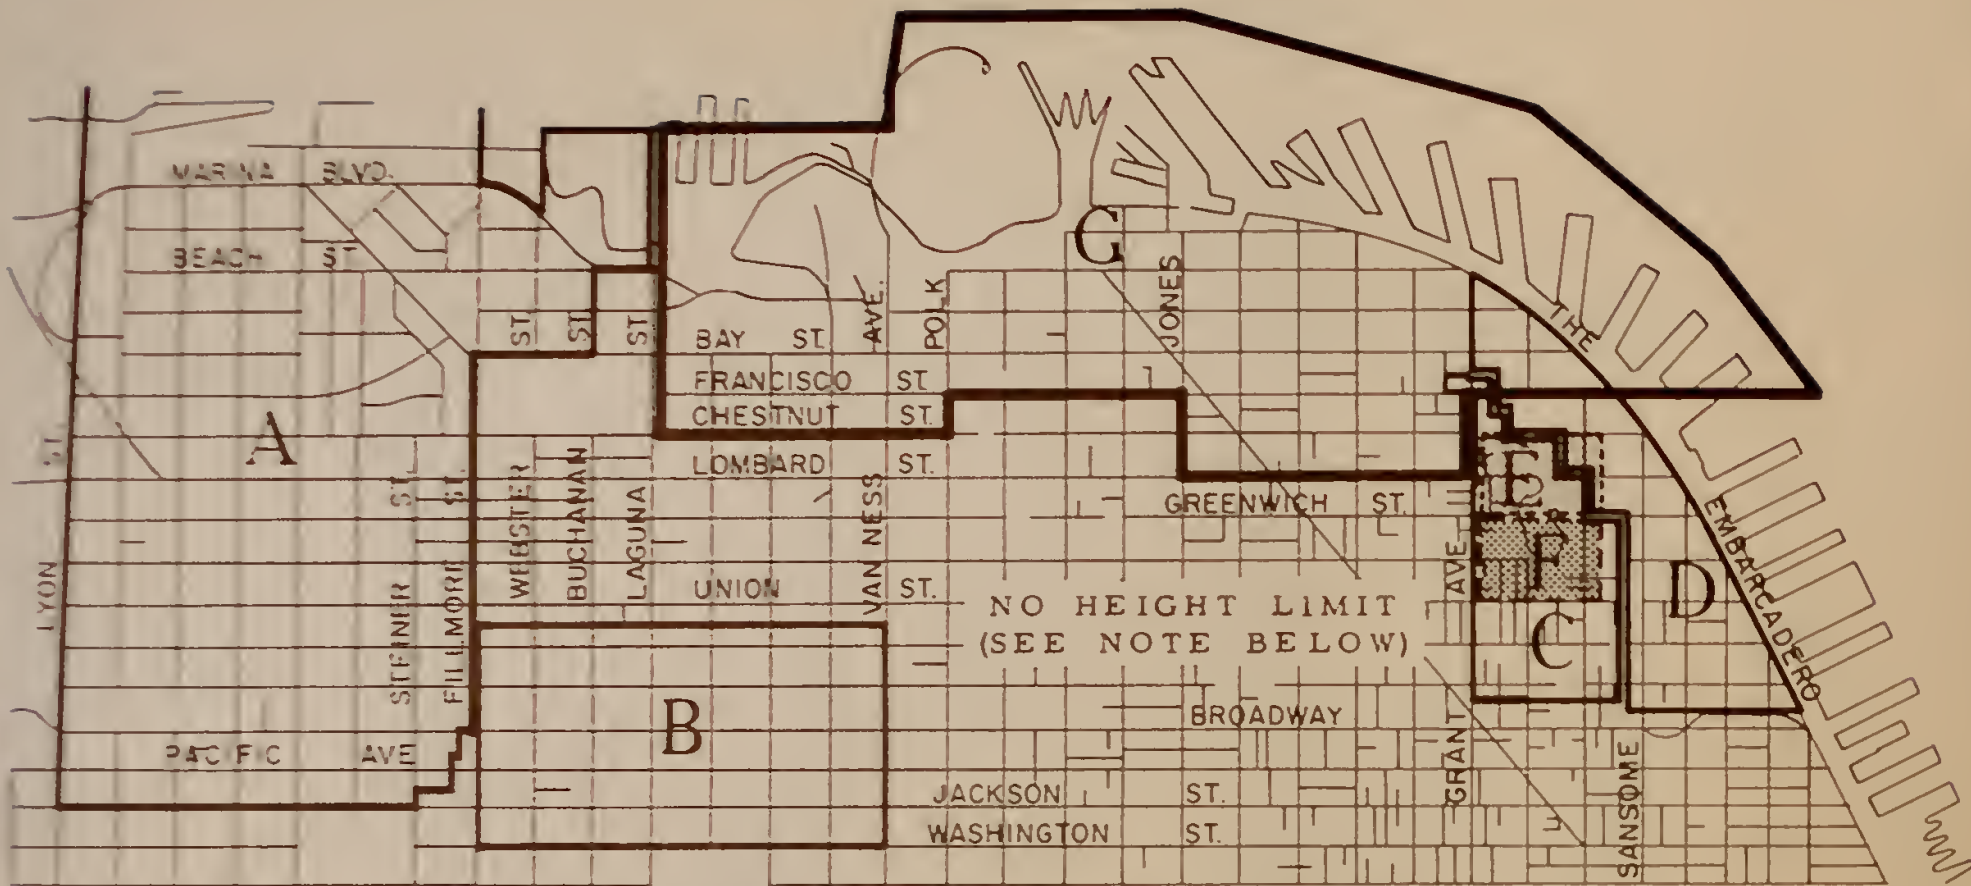 MARINA BLVD.
BEACH ST.
G
JONES
THE
ST.
ST.
ST.
BAY ST.
AVE.
POLK
FRANCISCO ST.
CHESTNUT ST.
A
ST.
LOMBARD ST.
ST.
ST.
E
WEBSTER
BUCHANAN
LAGUNA
VAN NESS
GREENWICH ST.
EMBARCADERO
F
LYON
STEINER
FILLMORE
UNION ST.
AVE.
D
NO HEIGHT LIMIT
(SEE NOTE BELOW)
C
B
BROADWAY
GRANT
PACIFIC AVE
SANSOME
JACKSON ST.
WASHINGTON ST.